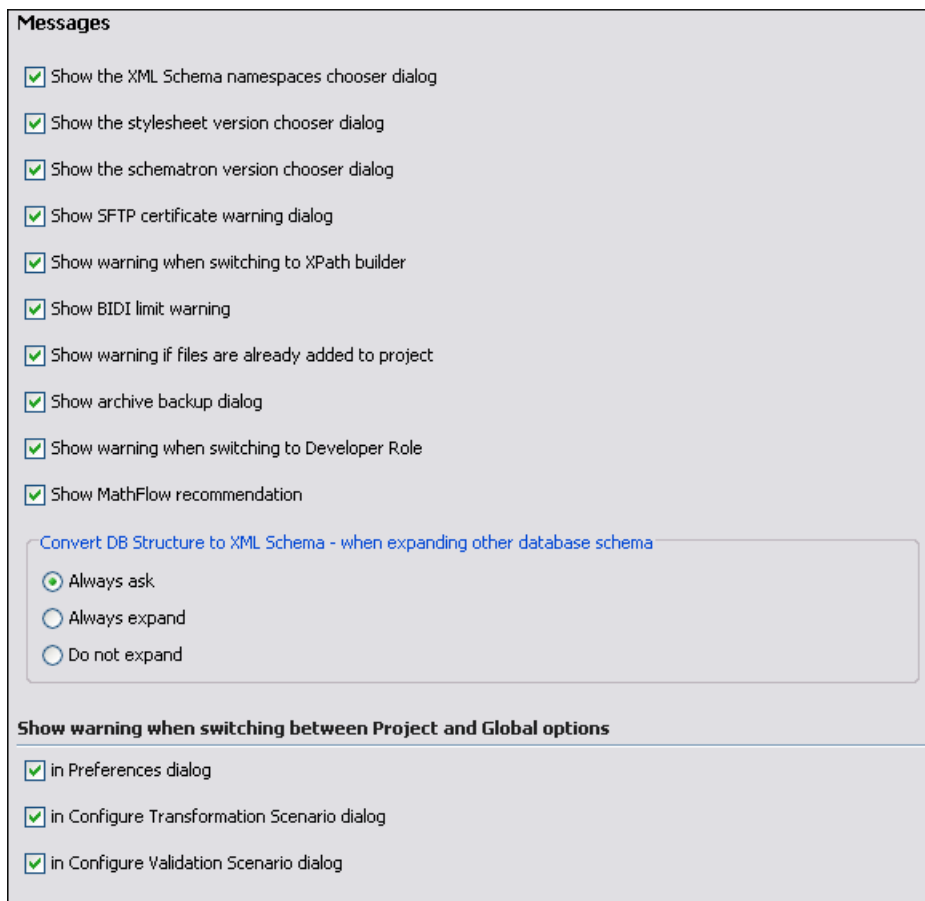 Messages
Show the XML Schema namespaces chooser dialog
Show the stylesheet version chooser dialog
Show the schematron version chooser dialog
Show SFTP certificate warning dialog
Show warning when switching to XPath builder
Show BIDI limit warning
Show warning if files are already added to project
Show archive backup dialog
Show warning when switching to Developer Role
Show MathFlow recommendation
Convert DB Structure to XML Schema - when expanding other database schema
Always ask
Always expand
Do not expand
Show warning when switching between Project and Global options
in Preferences dialog
in Configure Transformation Scenario dialog
in Configure Validation Scenario dialog